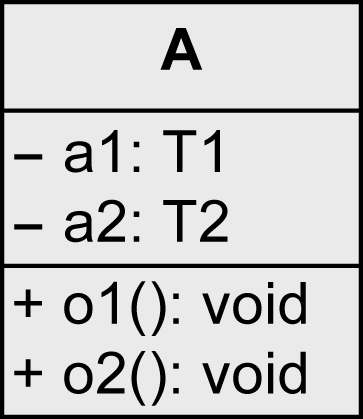 A
– a1: T1
– a2: T2
+ o1(): void
+ o2(): void